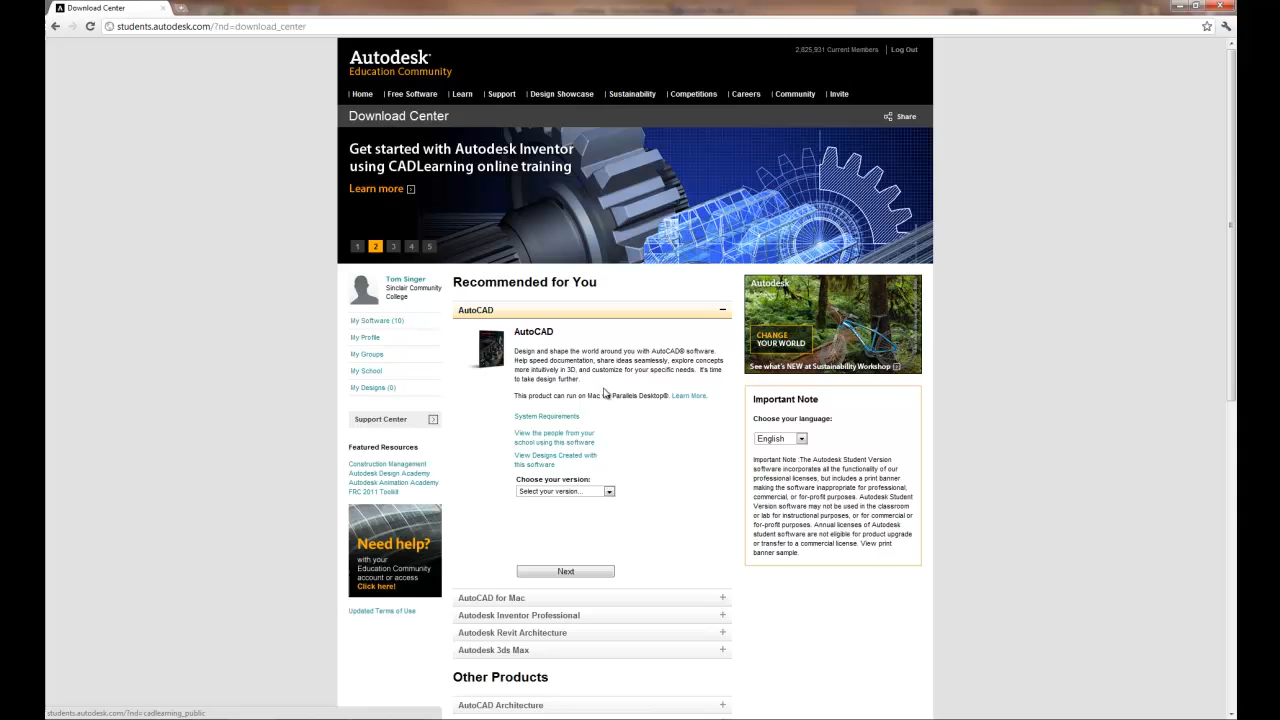 Download Center
students.autodesk.com/?nd=download_center
Autodesk
Education Community
2,825,931 Current Members | Log Out
Home | Free Software | Learn | Support | Design Showcase | Sustainability | Competitions | Careers | Community | Invite
Download Center
Share
Get started with Autodesk Inventor
using CADLearning online training
Learn more
1 2 3 4 5
Tom Singer
Sinclair Community
College
My Software (10)
My Profile
My Groups
My School
My Designs (0)
Support Center
Featured Resources
Construction Management
Autodesk Design Academy
Autodesk Animation Academy
FRC 2011 Toolkit
Need help?
with your
Education Community
account or access
Click here!
Updated Terms of Use
Recommended for You
AutoCAD
AutoCAD
Design and shape the world around you with AutoCAD® software.
Help speed documentation, share ideas seamlessly, explore concepts
more intuitively in 3D, and customize for your specific needs. It's time
to take design further.
This product can run on Mac Parallels Desktop®. Learn More.
System Requirements
View the people from your
school using this software
View Designs Created with
this software
Choose your version:
Select your version...
Next
AutoCAD for Mac
Autodesk Inventor Professional
Autodesk Revit Architecture
Autodesk 3ds Max
Other Products
AutoCAD Architecture
Autodesk
CHANGE
YOUR WORLD
See what's NEW at Sustainability Workshop
Important Note
Choose your language:
English
Important Note :The Autodesk Student Version
software incorporates all the functionality of our
professional licenses, but includes a print banner
making the software inappropriate for professional,
commercial, or for-profit purposes. Autodesk Student
Version software may not be used in the classroom
or lab for instructional purposes, or for commercial or
for-profit purposes. Annual licenses of Autodesk
student software are not eligible for product upgrade
or transfer to a commercial license. View print
banner sample.
students.autodesk.com/?nd=cadlearning_public